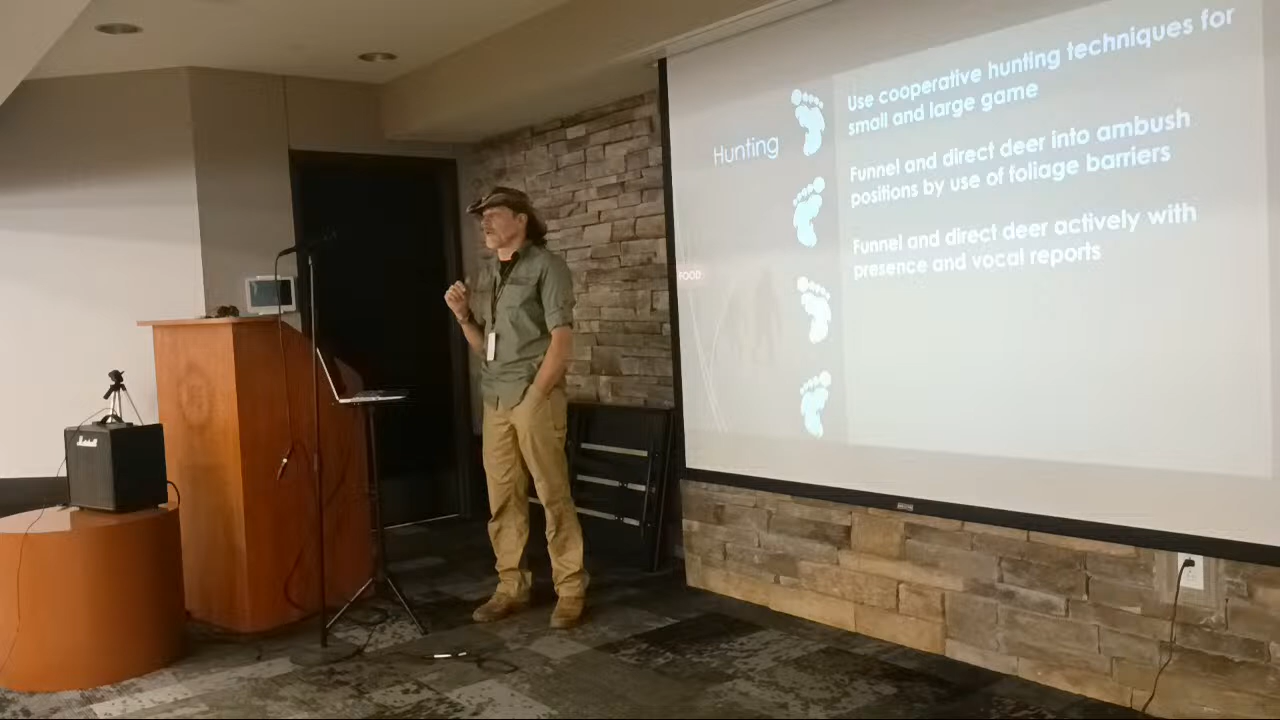 Hunting
Use cooperative hunting techniques for
small and large game
Funnel and direct deer into ambush
positions by use of foliage barriers
Funnel and direct deer actively with
presence and vocal reports
FOOD
Marshall